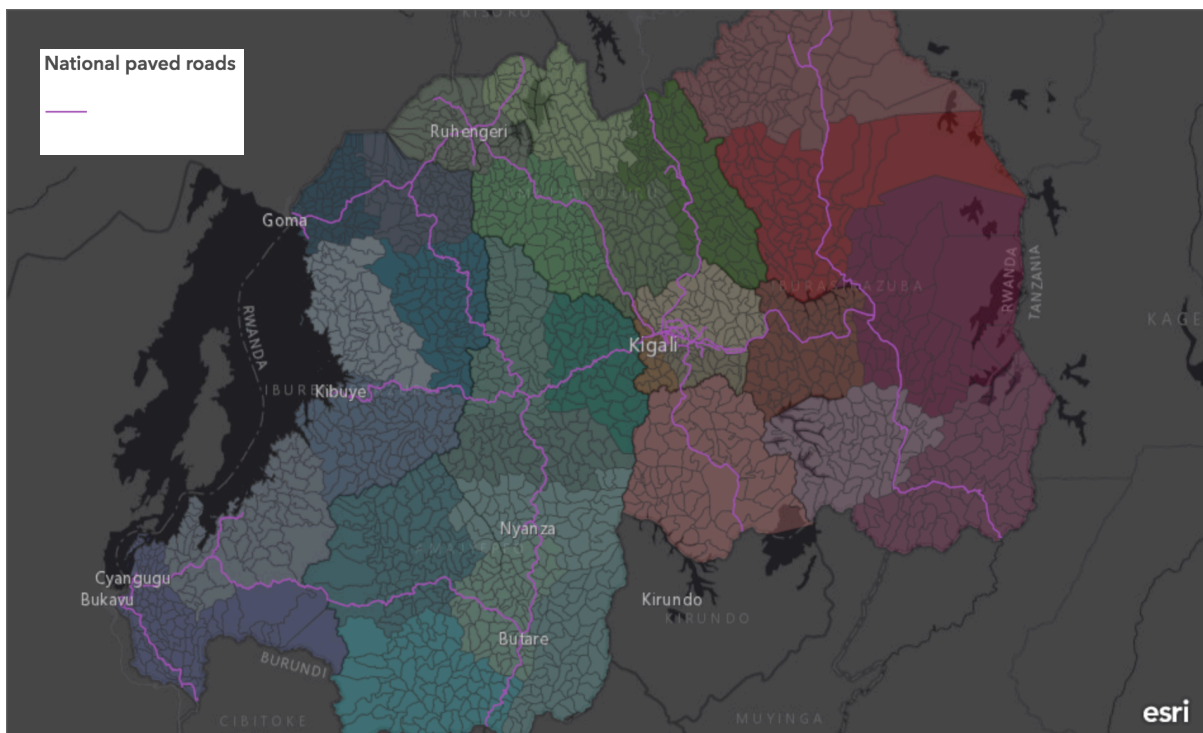 KISORO
National paved roads
Ruhengeri
Goma
RWANDA
TANZANIA
RWANDA
KAGE
Kigali
Kibuye
Nyanza
Cyangugu
Bukavu
Kirundo
KIRUNDO
Butare
BURUNDI
CIBITOKE
MUYINGA
esri